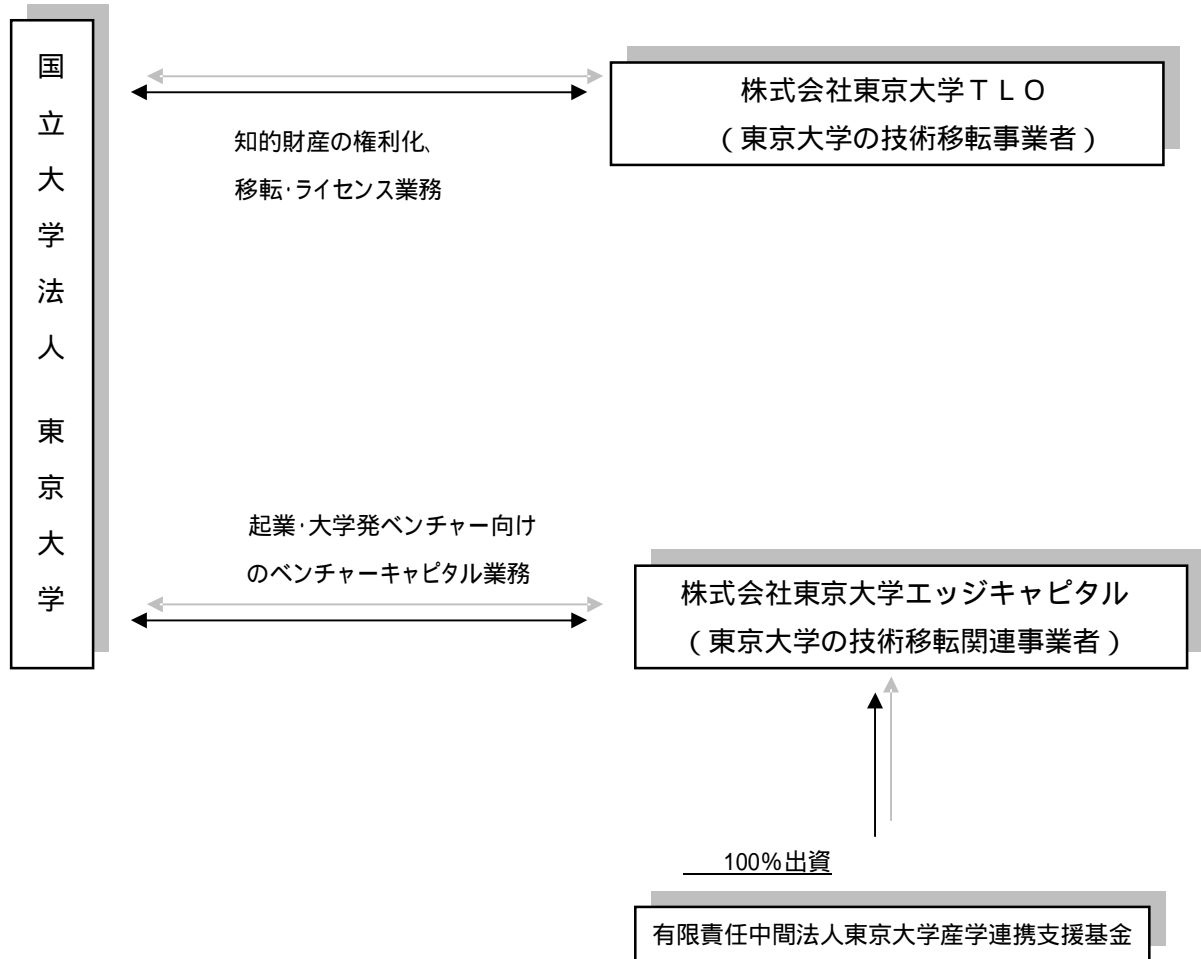 国立大学法人 東京大学
株式会社東京大学ＴＬＯ
（東京大学の技術移転事業者）
知的財産の権利化、
移転・ライセンス業務
起業・大学発ベンチャー向け
のベンチャーキャピタル業務
株式会社東京大学エッジキャピタル
（東京大学の技術移転関連事業者）
100%出資
有限責任中間法人東京大学産学連携支援基金